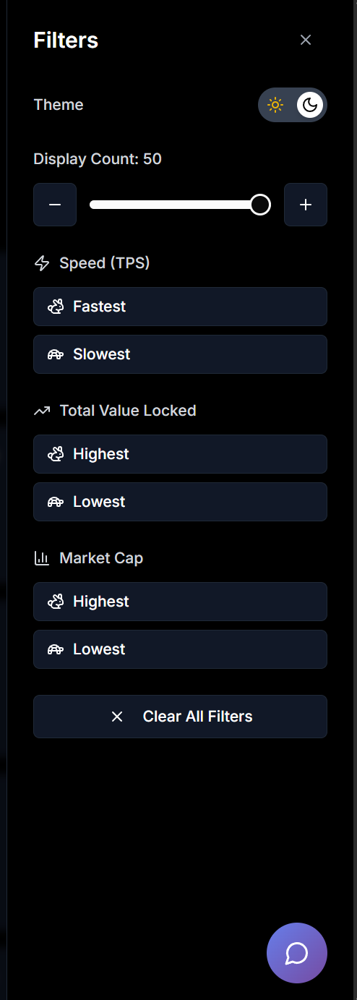 Filters
Theme
Display Count: 50
Speed (TPS)
Fastest
Slowest
Total Value Locked
Highest
Lowest
Market Cap
Highest
Lowest
Clear All Filters